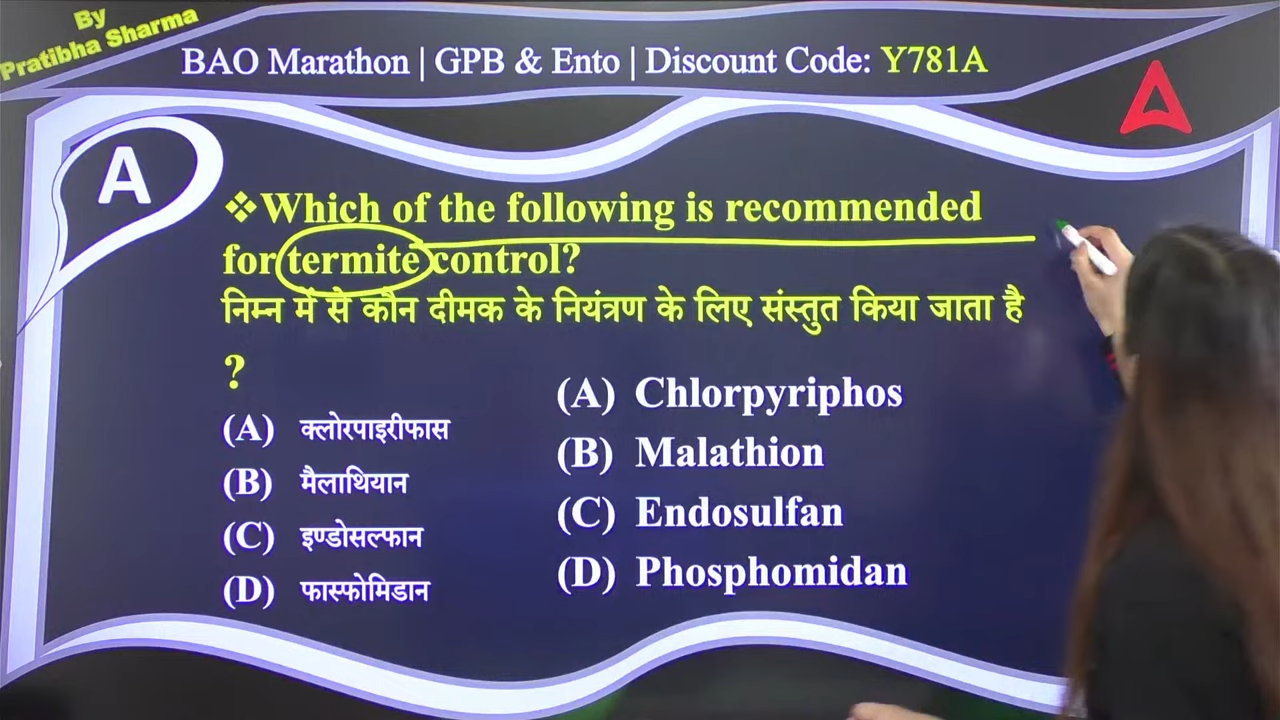 By
Pratibha Sharma
BAO Marathon | GPB & Ento | Discount Code: Y781A
A
❖Which of the following is recommended
for termite control?
निम्न में से कौन दीमक के नियंत्रण के लिए संस्तुत किया जाता है
?
(A) क्लोरपाइरीफास
(B) मैलाथियान
(C) इण्डोसल्फान
(D) फास्फोमिडान
(A) Chlorpyriphos
(B) Malathion
(C) Endosulfan
(D) Phosphomidan